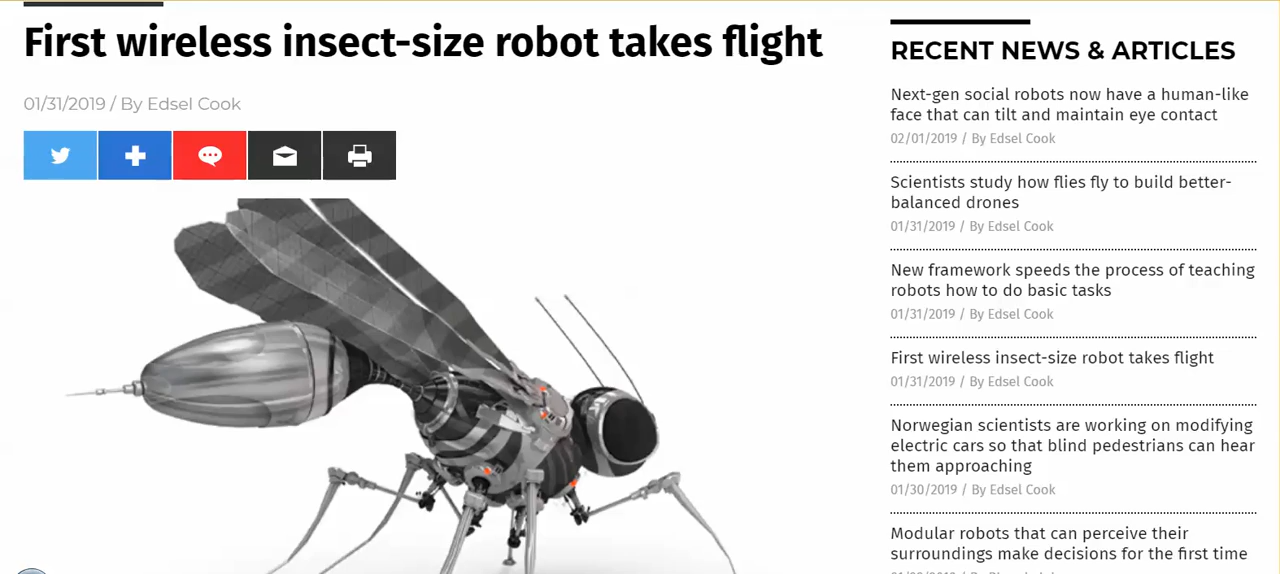 First wireless insect-size robot takes flight
01/31/2019 / By Edsel Cook
RECENT NEWS & ARTICLES
Next-gen social robots now have a human-like
face that can tilt and maintain eye contact
02/01/2019 / By Edsel Cook
Scientists study how flies fly to build better-
balanced drones
01/31/2019 / By Edsel Cook
New framework speeds the process of teaching
robots how to do basic tasks
01/31/2019 / By Edsel Cook
First wireless insect-size robot takes flight
01/31/2019 / By Edsel Cook
Norwegian scientists are working on modifying
electric cars so that blind pedestrians can hear
them approaching
01/30/2019 / By Edsel Cook
Modular robots that can perceive their
surroundings make decisions for the first time